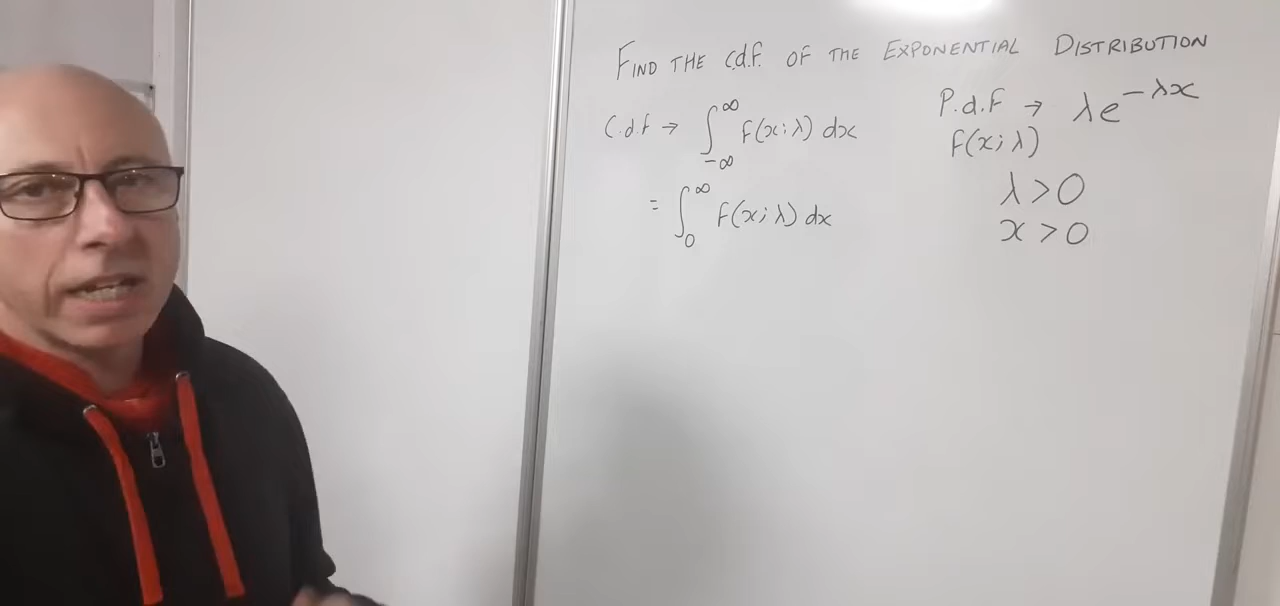 FIND THE C.d.f. OF THE EXPONENTIAL DISTRIBUTION
C.d.f → ∫_{-∞}^{∞} f(x; λ) dx
= ∫_{0}^{∞} f(x; λ) dx
P.d.F → λe^{-λx}
f(x; λ)
λ > 0
x > 0